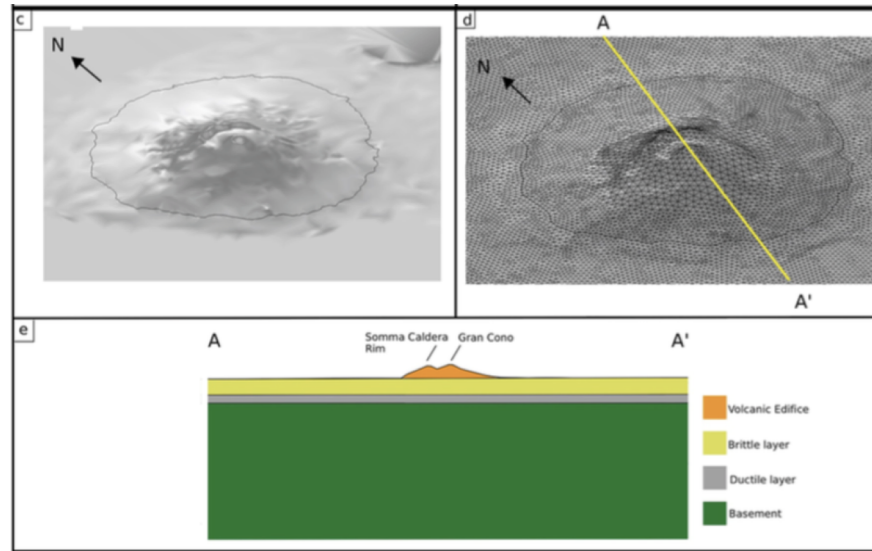 c
N
d
A
N
A'
e
A
Somma Caldera
Rim
Gran Cono
A'
Volcanic Edifice
Brittle layer
Ductile layer
Basement